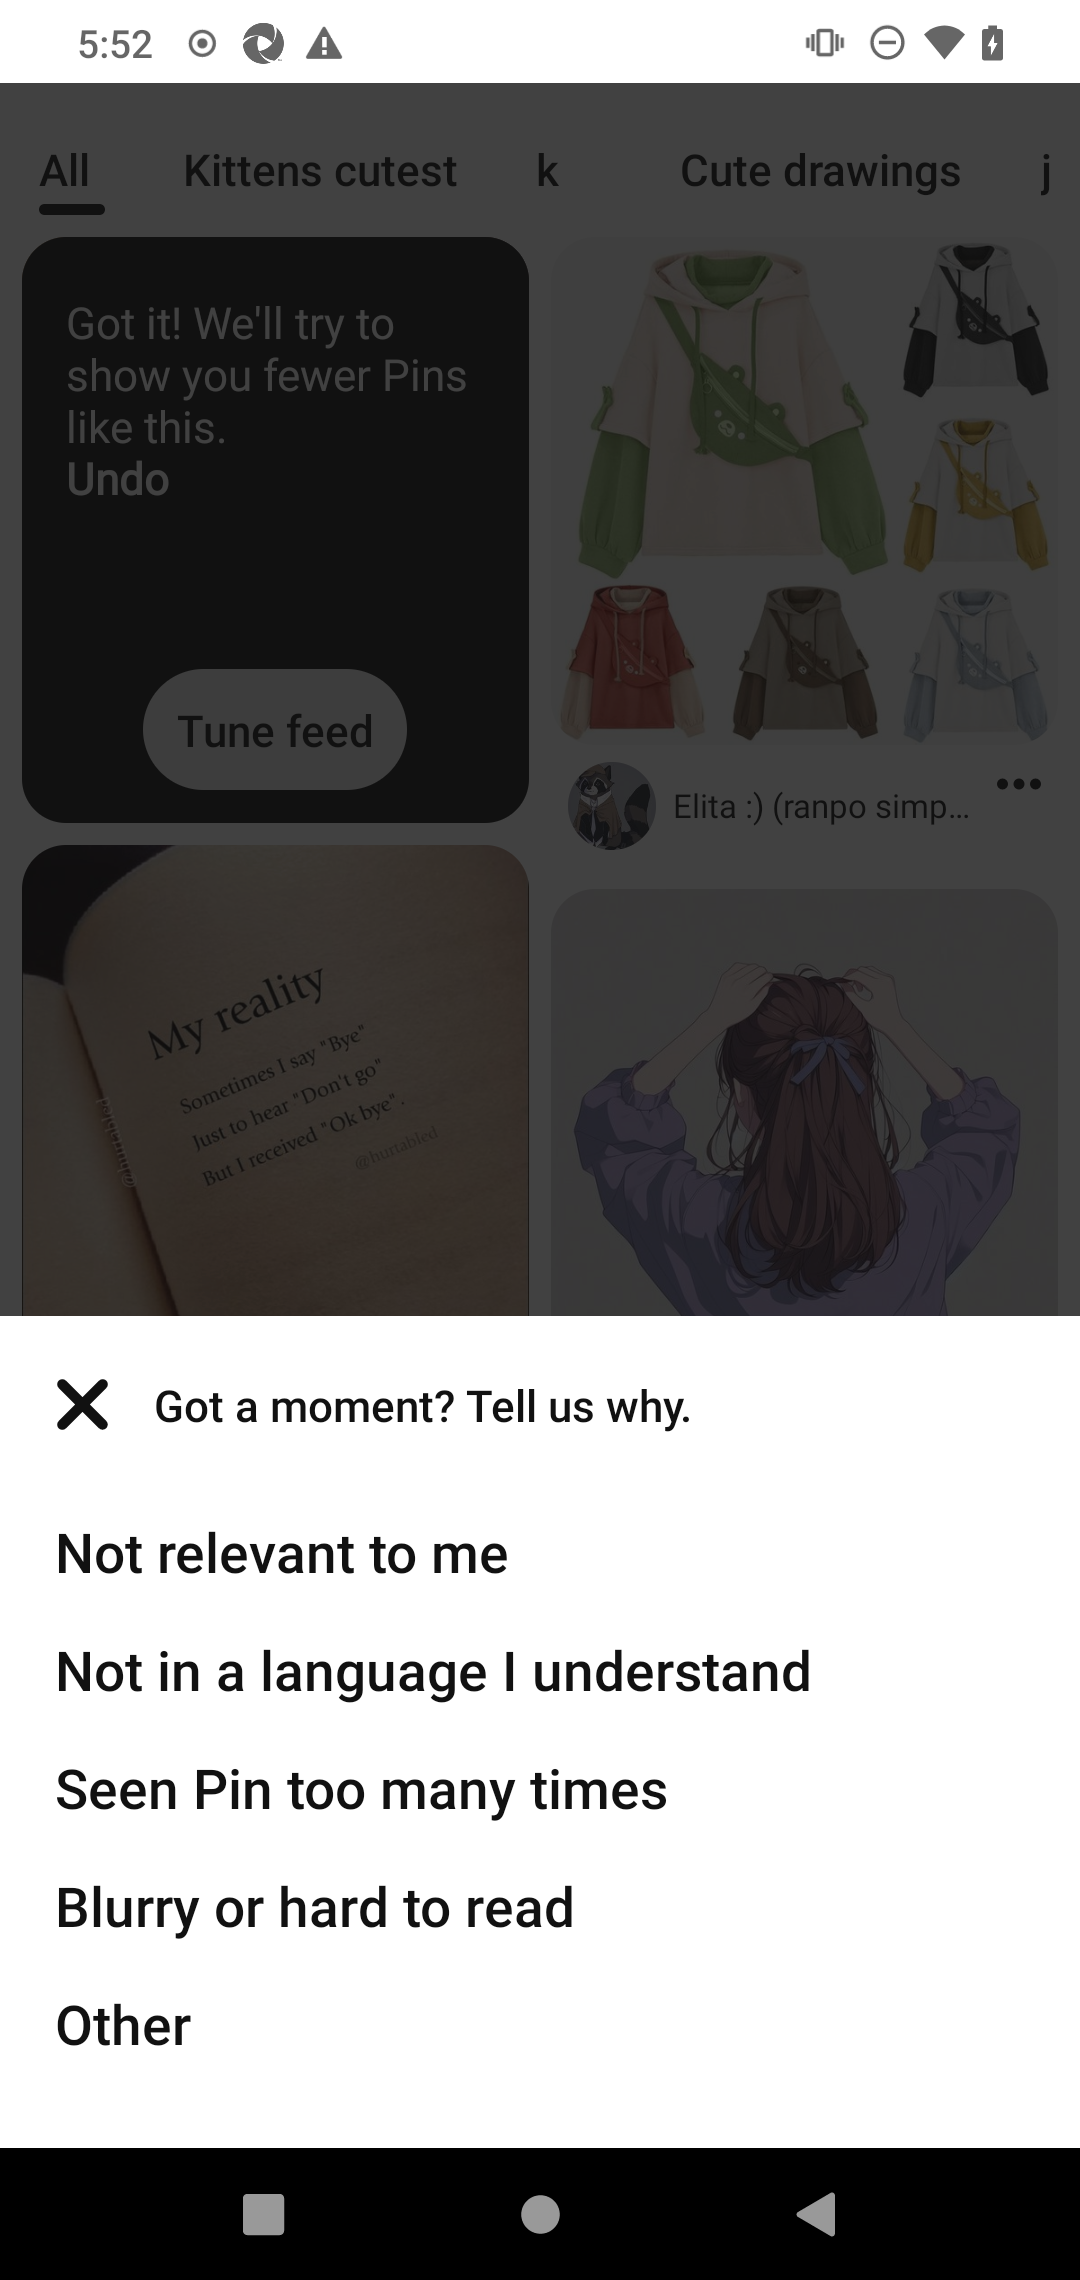 5:52
All Kittens cutest k Cute drawings j
Got it! We'll try to
show you fewer Pins
like this.
Undo
Tune feed
Elita :) (ranpo simp...
My reality
Sometimes I say "Bye"
Just to hear "Don't go"
But I received "Ok bye".
@hurtabled
@hurtabled
Got a moment? Tell us why.
Not relevant to me
Not in a language I understand
Seen Pin too many times
Blurry or hard to read
Other